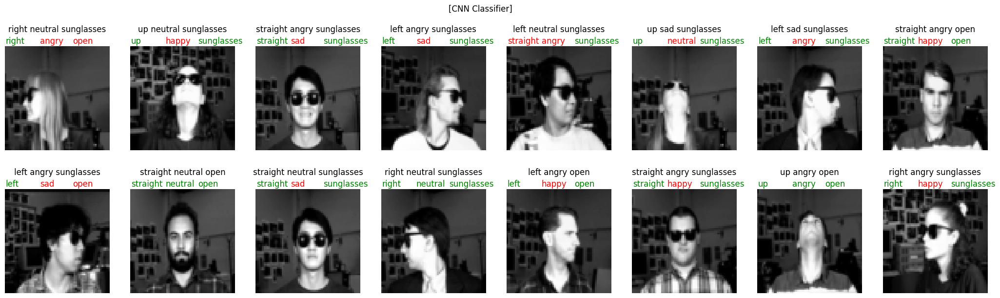 [CNN Classifier]
right neutral sunglasses
right angry open
up neutral sunglasses
up happy sunglasses
straight angry sunglasses
straight sad sunglasses
left angry sunglasses
left sad sunglasses
left neutral sunglasses
straight angry sunglasses
up sad sunglasses
up neutral sunglasses
left sad sunglasses
left angry sunglasses
straight angry open
straight happy open
left angry sunglasses
left sad open
straight neutral open
straight neutral open
straight neutral sunglasses
straight sad sunglasses
right neutral sunglasses
right neutral sunglasses
left angry open
left happy open
straight angry sunglasses
straight happy sunglasses
up angry open
up angry open
right angry sunglasses
right happy sunglasses